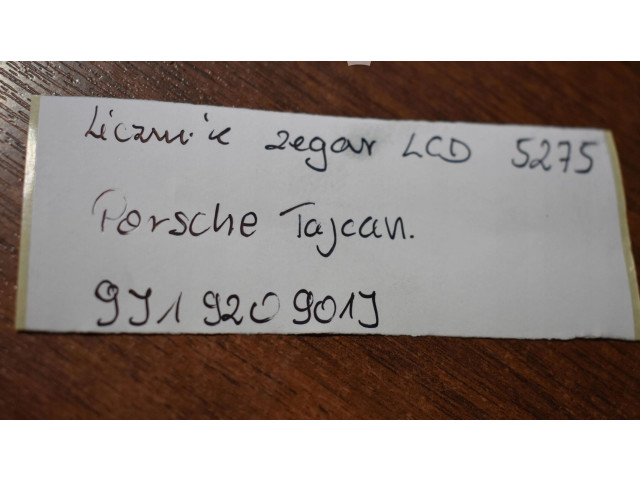 Licznik zegar LCD 5275
Porsche Tajcan.
9J1 920 901J